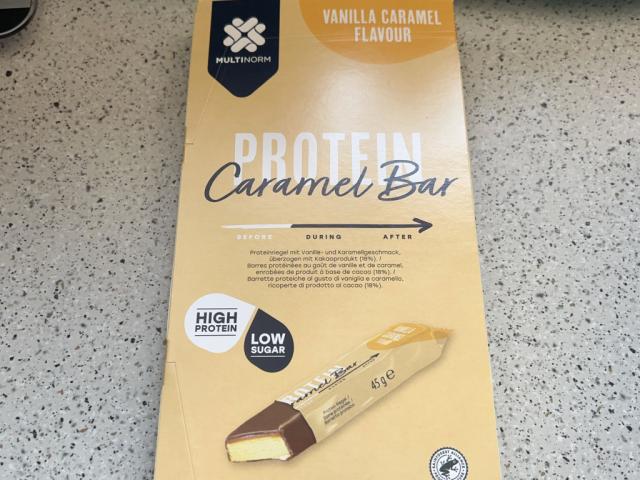 VANILLA CARAMEL
FLAVOUR
MULTINORM
PROTEIN
Caramel Bar
BEFORE DURING AFTER
Proteinriegel mit Vanille- und Karamellgeschmack,
überzogen mit Kakaoprodukt (18%). /
Barres protéinées au goût de vanille et de caramel,
enrobées de produit à base de cacao (18%). /
Barrette proteiche al gusto di vaniglia e caramello,
ricoperte di prodotto al cacao (18%).
HIGH
PROTEIN
LOW
SUGAR
PROTEIN
Caramel Bar
45 g e